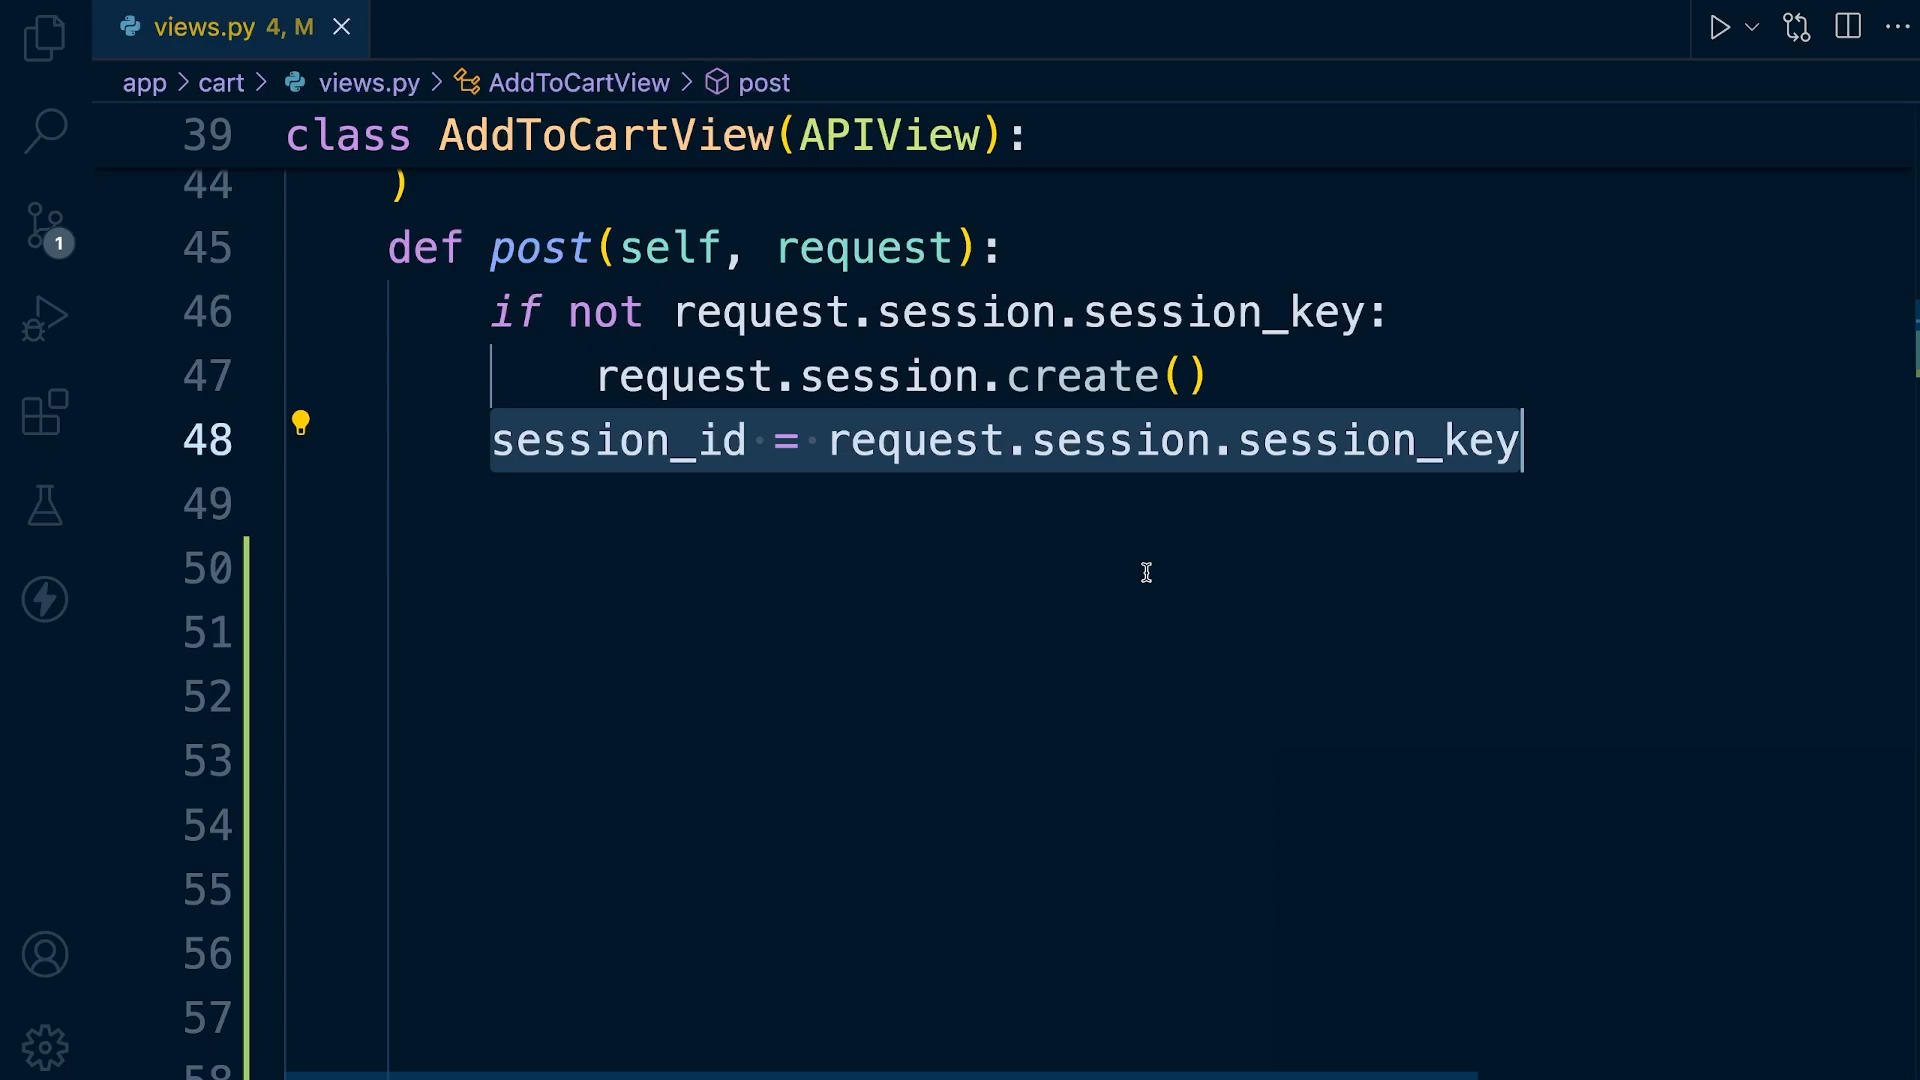 views.py 4, M
app > cart > views.py > AddToCartView > post
39 class AddToCartView(APIView):
44 )
45 def post(self, request):
46 if not request.session.session_key:
47 request.session.create()
48 session_id = request.session.session_key
49
50
51
52
53
54
55
56
57
58
1